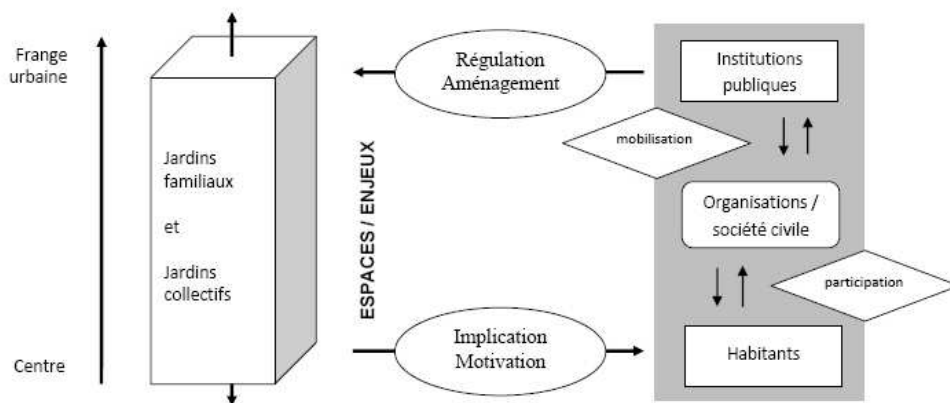 Frange
urbaine
Centre
Jardins
familiaux
et
Jardins
collectifs
ESPACES / ENJEUX
Régulation
Aménagement
Implication
Motivation
Institutions
publiques
mobilisation
Organisations /
société civile
participation
Habitants